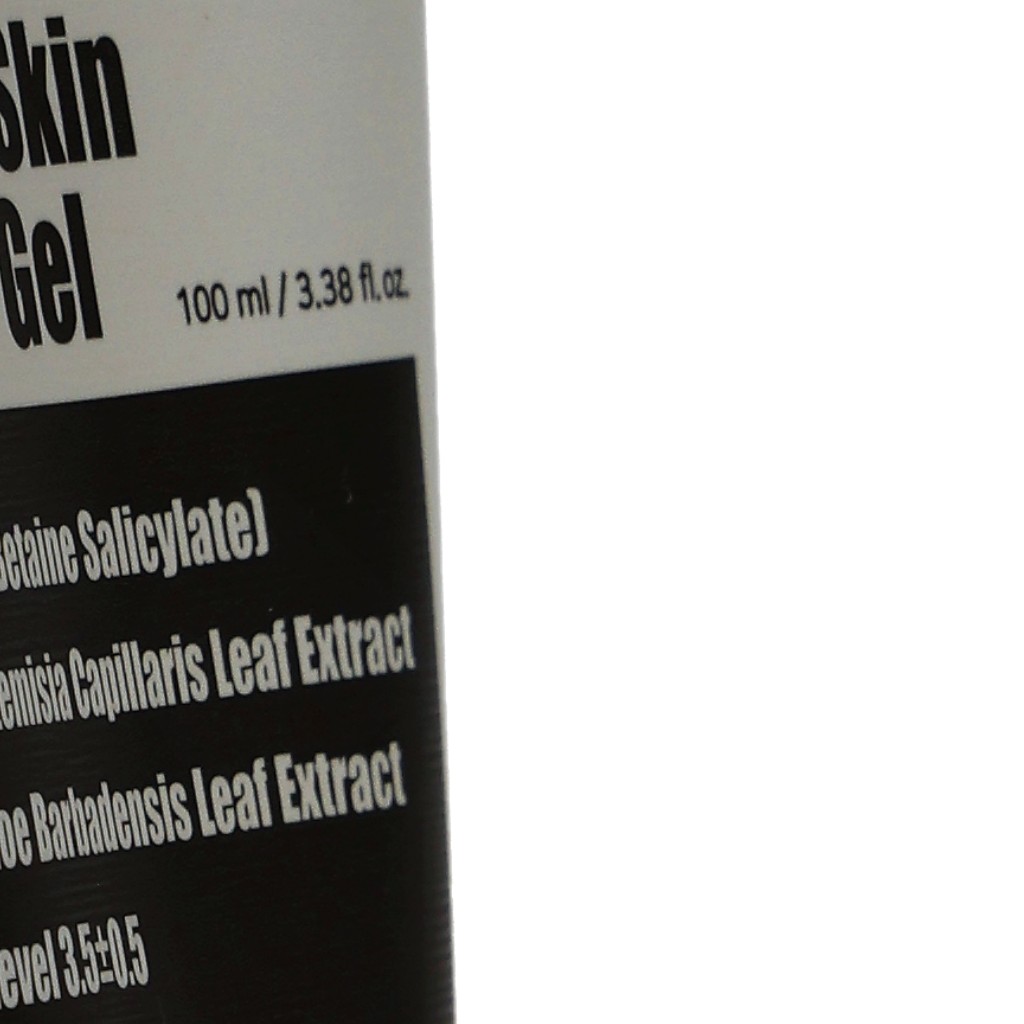 Skin
Gel
100 ml / 3.38 fl.oz.
Betaine Salicylate)
emisia Capillaris Leaf Extract
oe Barbadensis Leaf Extract
evel 3.5±0.5